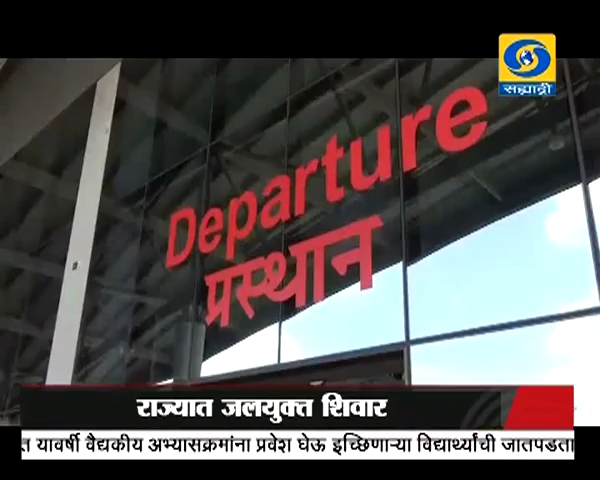 सह्याद्री
Departure
प्रस्थान
राज्यात जलयुक्त शिवार
त यावर्षी वैद्यकीय अभ्यासक्रमांना प्रवेश घेऊ इच्छिणाऱ्या विद्यार्थ्यांची जातपडता